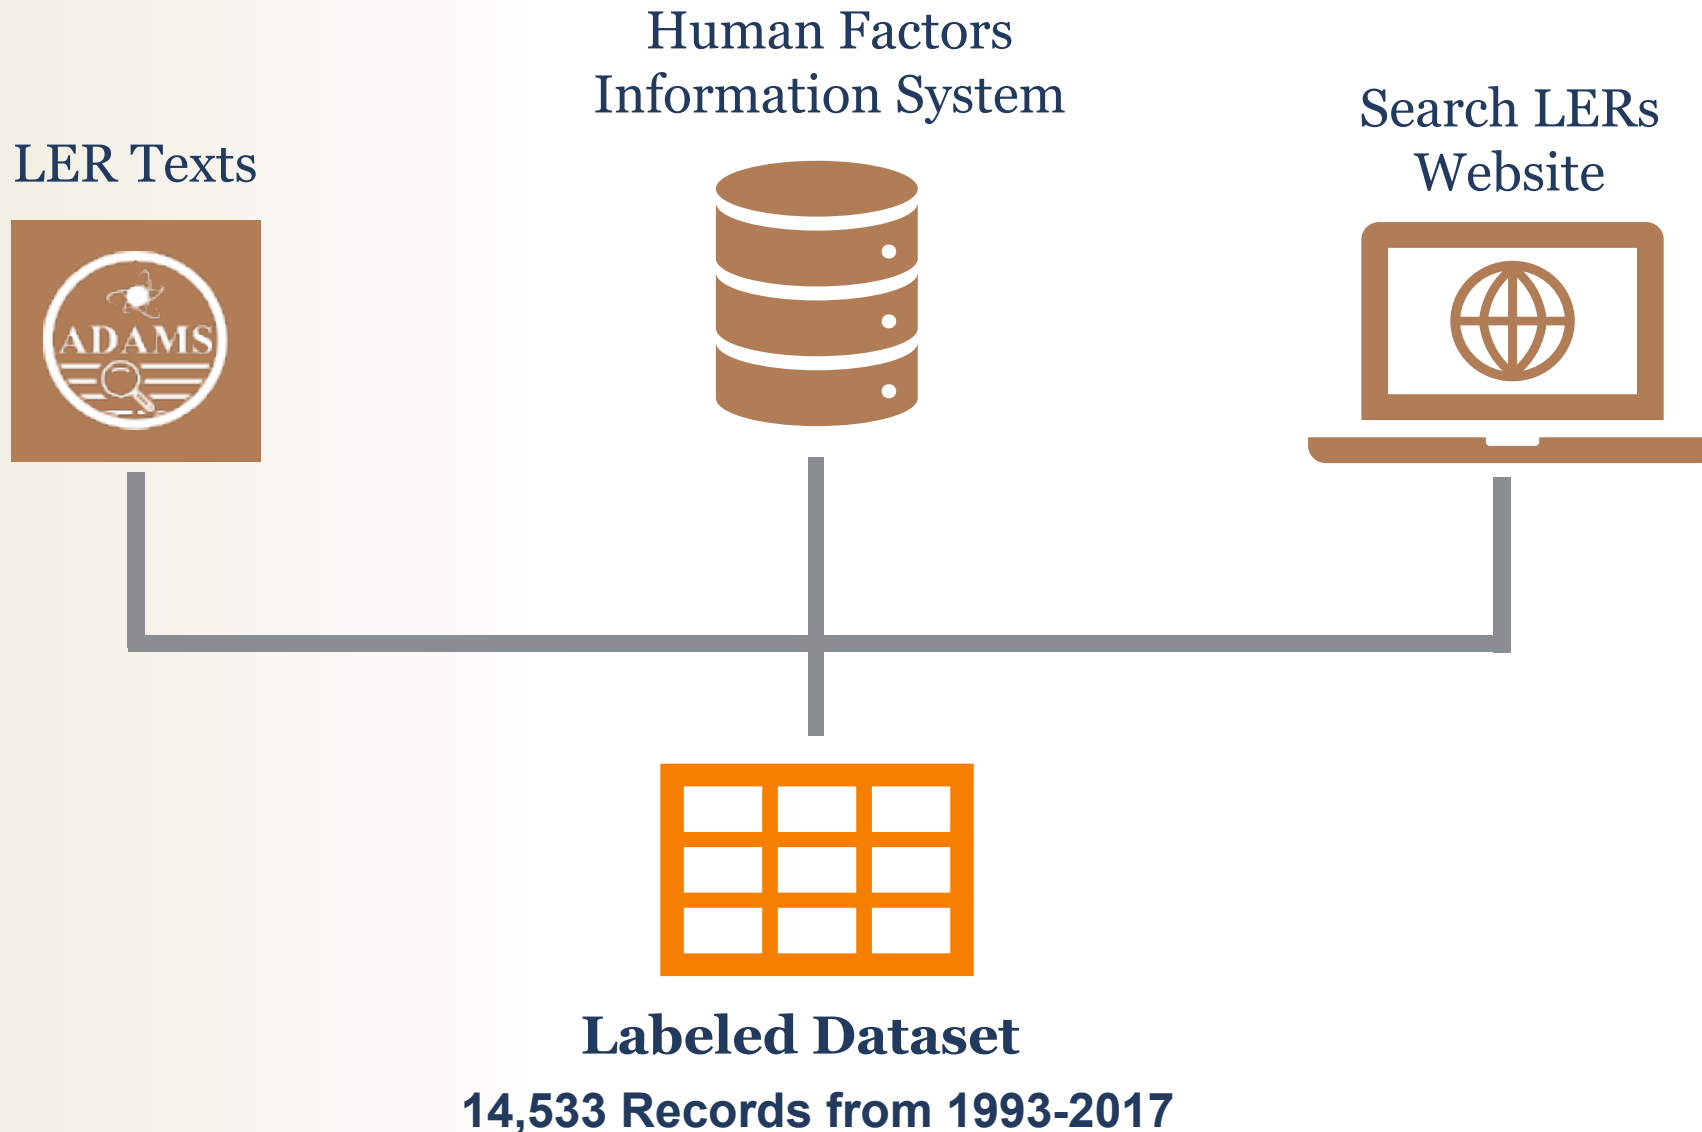 Human Factors
Information System
Search LERs
Website
LER Texts
ADAMS
Labeled Dataset
14,533 Records from 1993-2017